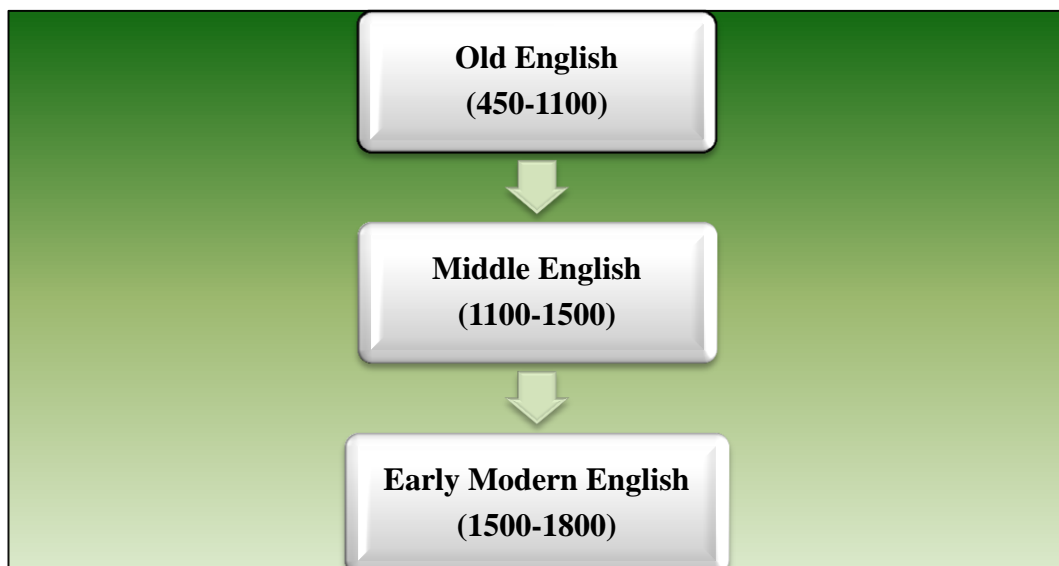 Old English
(450-1100)
Middle English
(1100-1500)
Early Modern English
(1500-1800)